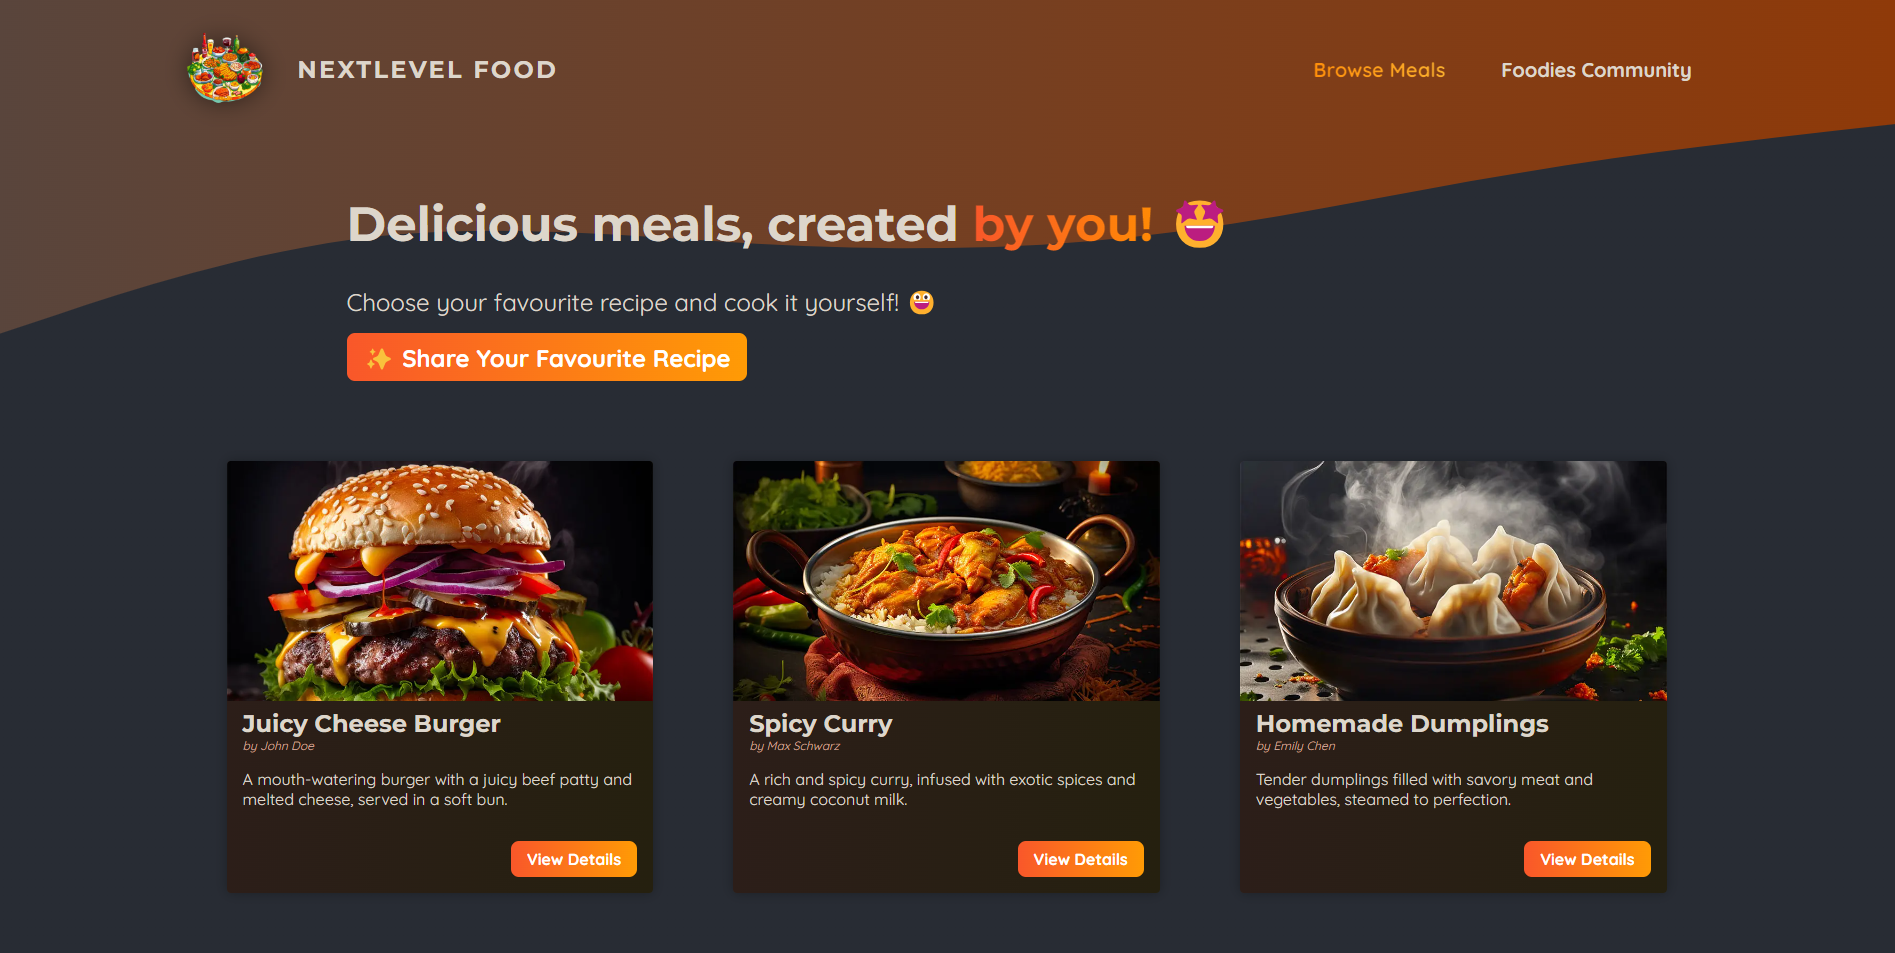 NEXTLEVEL FOOD
Browse Meals
Foodies Community
Delicious meals, created by you! 🤩
Choose your favourite recipe and cook it yourself! 😀
✨ Share Your Favourite Recipe
Juicy Cheese Burger
by John Doe
A mouth-watering burger with a juicy beef patty and
melted cheese, served in a soft bun.
View Details
Spicy Curry
by Max Schwarz
A rich and spicy curry, infused with exotic spices and
creamy coconut milk.
View Details
Homemade Dumplings
by Emily Chen
Tender dumplings filled with savory meat and
vegetables, steamed to perfection.
View Details